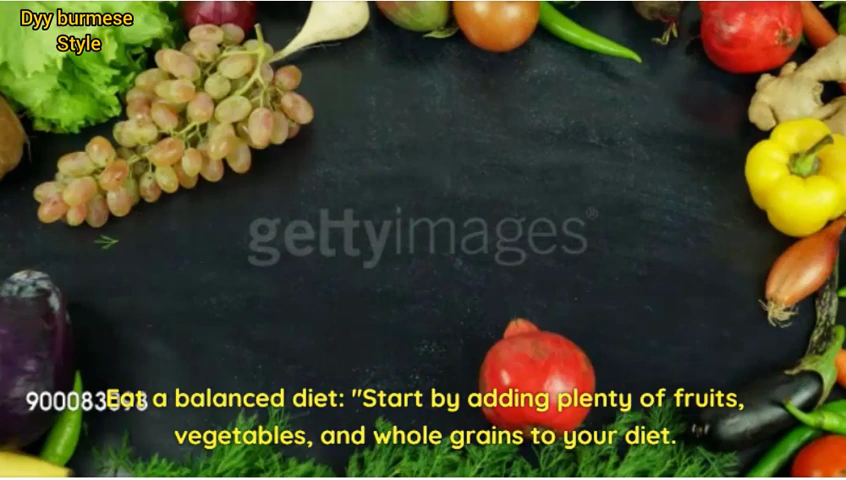 Dyy burmese
Style
gettyimages®
Eat a balanced diet: "Start by adding plenty of fruits,
vegetables, and whole grains to your diet.